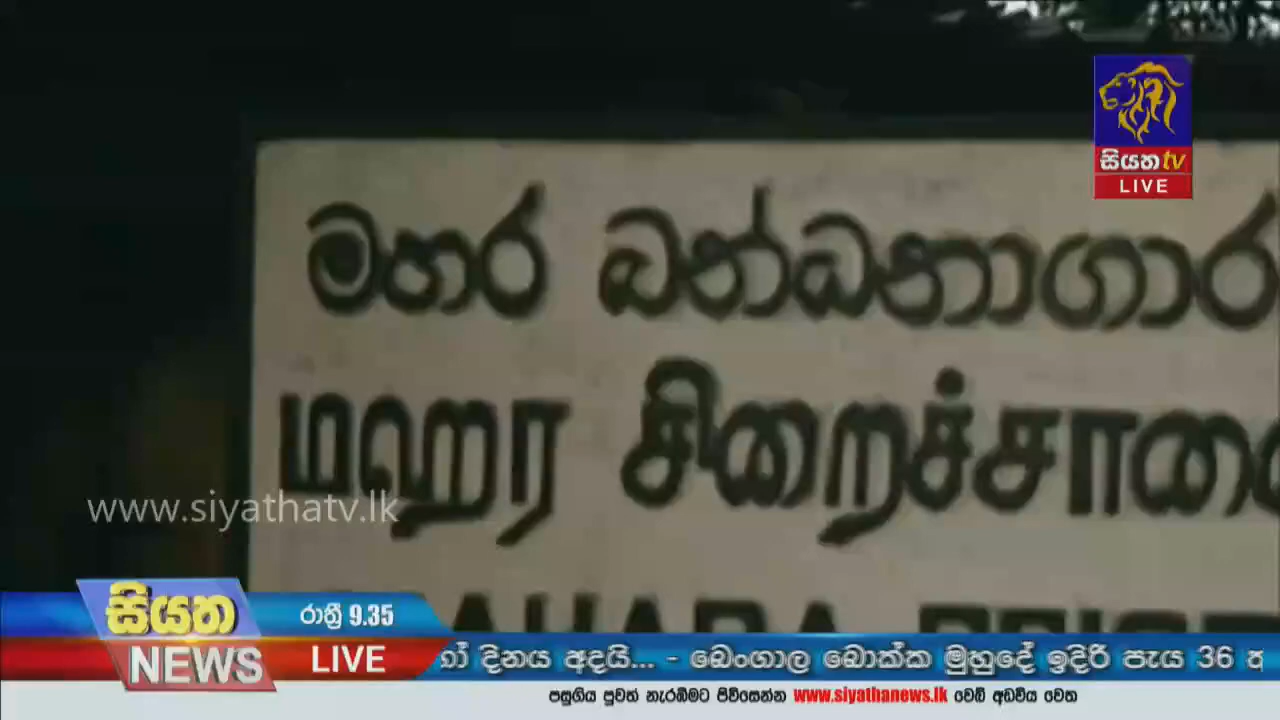 සියත tv
LIVE
මහර බන්ධනාගාර
மஹர சிறைச்சாலை
www.siyathatv.lk
සියත
NEWS
රාත්‍රී 9.35
LIVE
දිනය අදයි... - බෙංගාල බොක්ක මුහුදේ ඉදිරි පැය 36
පසුගිය පුවත් නැරඹීමට පිවිසෙන්න www.siyathanews.lk වෙබ් අඩවිය වෙත